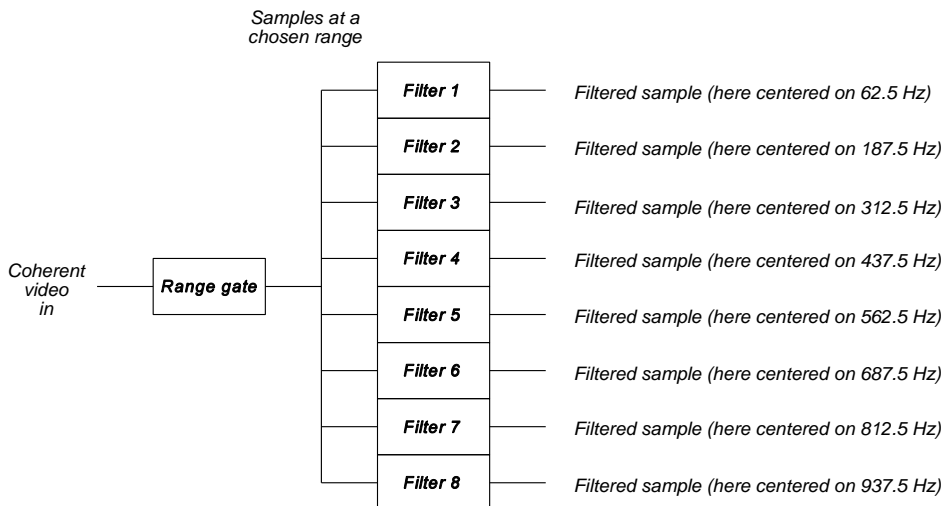 Samples at a
chosen range
Filter 1
Filtered sample (here centered on 62.5 Hz)
Filter 2
Filtered sample (here centered on 187.5 Hz)
Filter 3
Filtered sample (here centered on 312.5 Hz)
Filter 4
Filtered sample (here centered on 437.5 Hz)
Coherent
video
in
Range gate
Filter 5
Filtered sample (here centered on 562.5 Hz)
Filter 6
Filtered sample (here centered on 687.5 Hz)
Filter 7
Filtered sample (here centered on 812.5 Hz)
Filter 8
Filtered sample (here centered on 937.5 Hz)